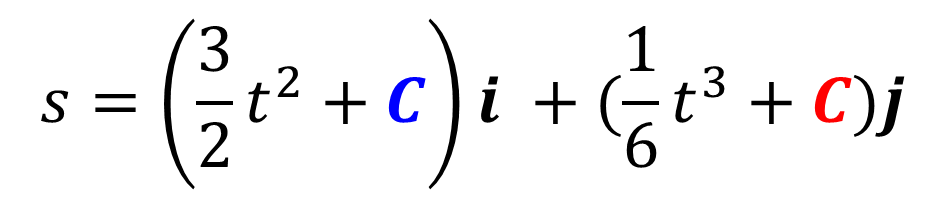 s = (3/2 t² + C) i + (1/6 t³ + C)j